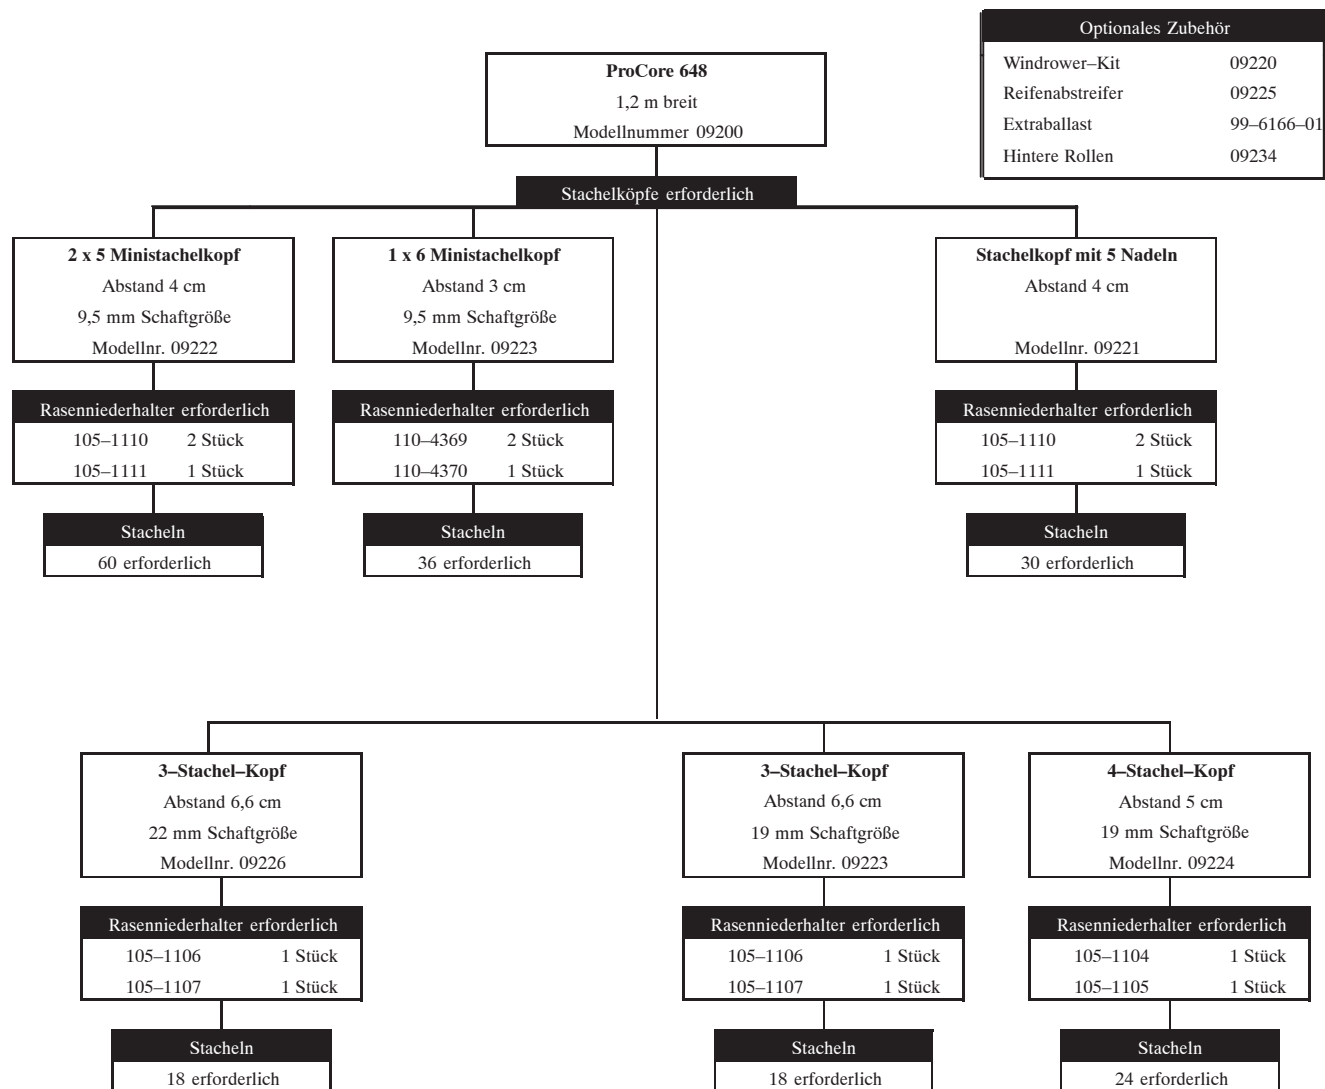 Optionales Zubehör
Windrower–Kit 09220
Reifenabstreifer 09225
Extraballast 99–6166–01
Hintere Rollen 09234
ProCore 648
1,2 m breit
Modellnummer 09200
Stachelköpfe erforderlich
2 x 5 Ministachelkopf
Abstand 4 cm
9,5 mm Schaftgröße
Modellnr. 09222
Rasenniederhalter erforderlich
105–1110 2 Stück
105–1111 1 Stück
Stacheln
60 erforderlich
1 x 6 Ministachelkopf
Abstand 3 cm
9,5 mm Schaftgröße
Modellnr. 09223
Rasenniederhalter erforderlich
110–4369 2 Stück
110–4370 1 Stück
Stacheln
36 erforderlich
Stachelkopf mit 5 Nadeln
Abstand 4 cm
Modellnr. 09221
Rasenniederhalter erforderlich
105–1110 2 Stück
105–1111 1 Stück
Stacheln
30 erforderlich
3–Stachel–Kopf
Abstand 6,6 cm
22 mm Schaftgröße
Modellnr. 09226
Rasenniederhalter erforderlich
105–1106 1 Stück
105–1107 1 Stück
Stacheln
18 erforderlich
3–Stachel–Kopf
Abstand 6,6 cm
19 mm Schaftgröße
Modellnr. 09223
Rasenniederhalter erforderlich
105–1106 1 Stück
105–1107 1 Stück
Stacheln
18 erforderlich
4–Stachel–Kopf
Abstand 5 cm
19 mm Schaftgröße
Modellnr. 09224
Rasenniederhalter erforderlich
105–1104 1 Stück
105–1105 1 Stück
Stacheln
24 erforderlich